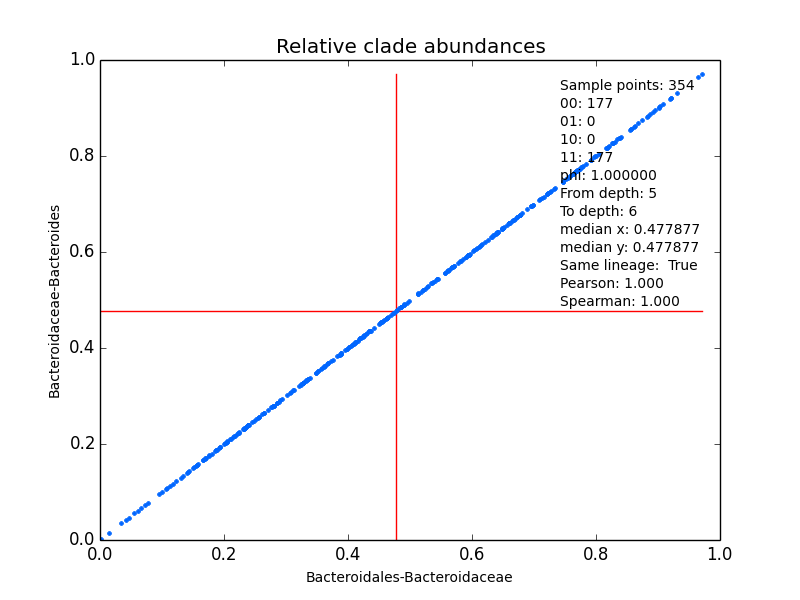 Relative clade abundances
1.0
0.8
0.6
0.4
0.2
0.0
Bacteroidaceae-Bacteroides
Sample points: 354
00: 177
01: 0
10: 0
11: 177
phi: 1.000000
From depth: 5
To depth: 6
median x: 0.477877
median y: 0.477877
Same lineage:  True
Pearson: 1.000
Spearman: 1.000
0.0 0.2 0.4 0.6 0.8 1.0
Bacteroidales-Bacteroidaceae